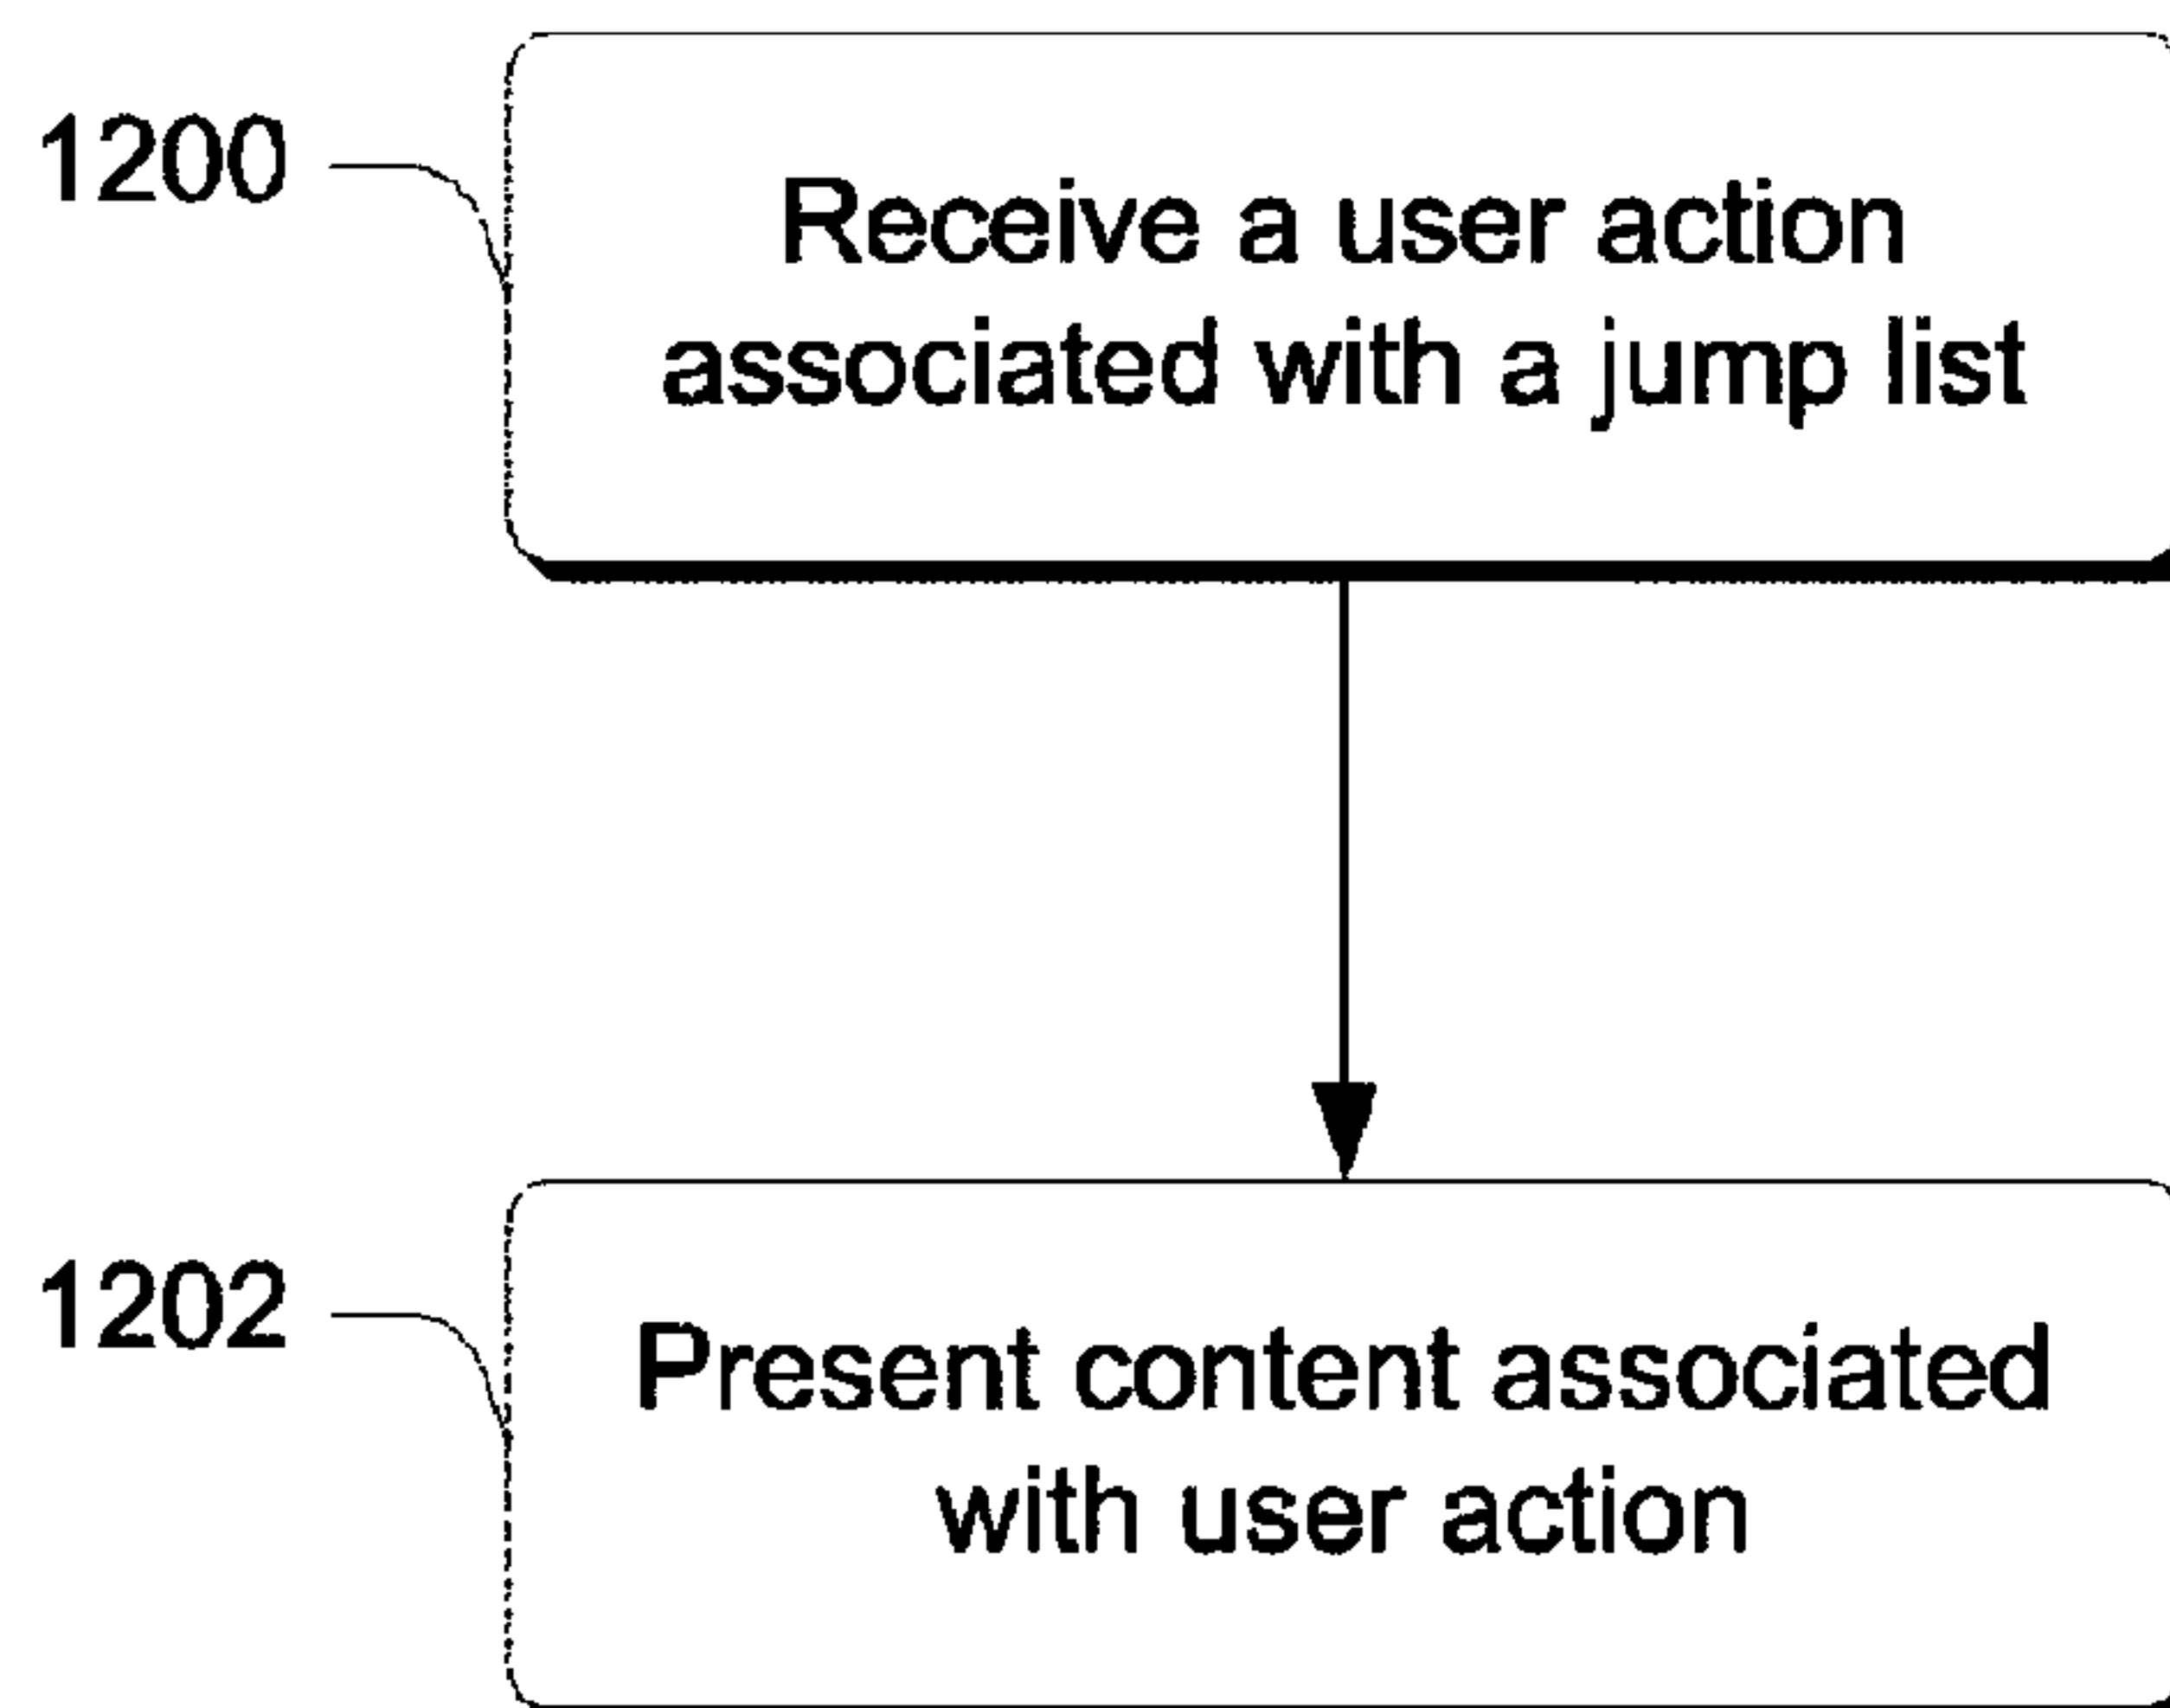 1200
Receive a user action
associated with a jump list
1202
Present content associated
with user action